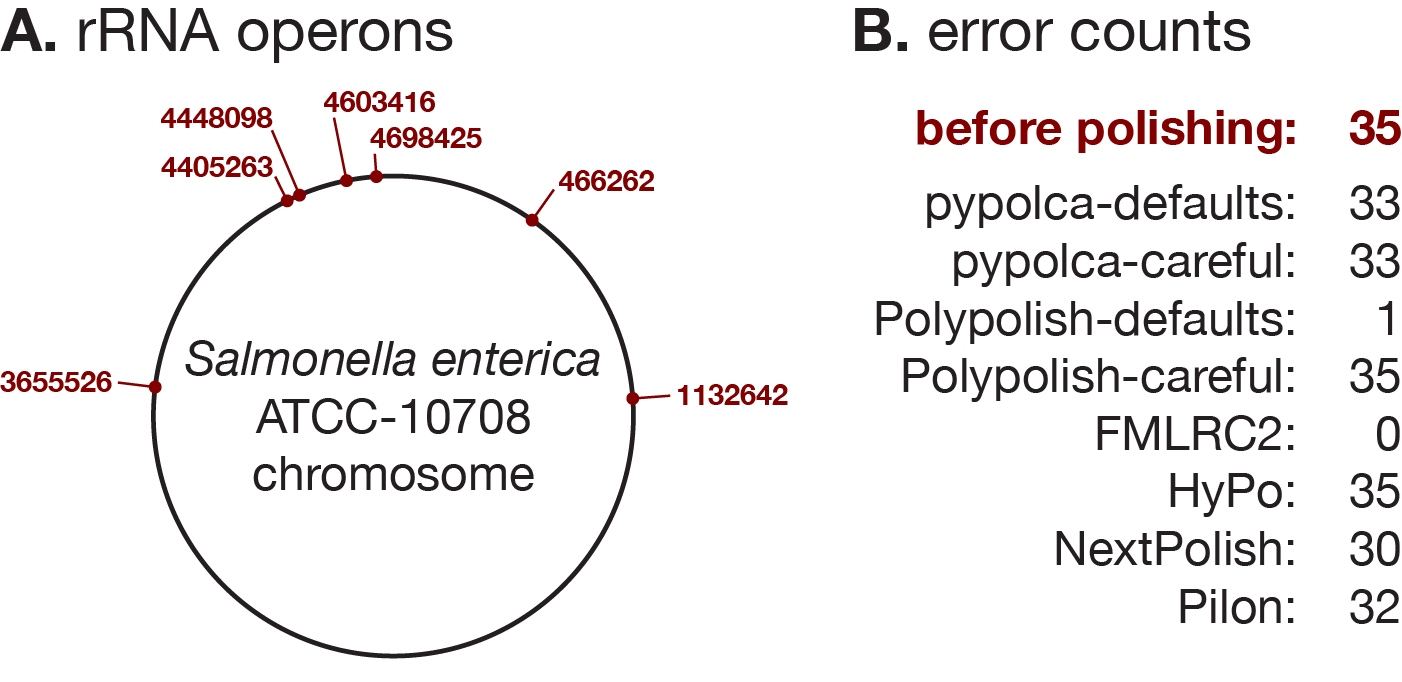 A. rRNA operons
4603416
4448098
4698425
4405263
466262
3655526
1132642
Salmonella enterica
ATCC-10708
chromosome
B. error counts
before polishing: 35
pypolca-defaults: 33
pypolca-careful: 33
Polypolish-defaults: 1
Polypolish-careful: 35
FMLRC2: 0
HyPo: 35
NextPolish: 30
Pilon: 32